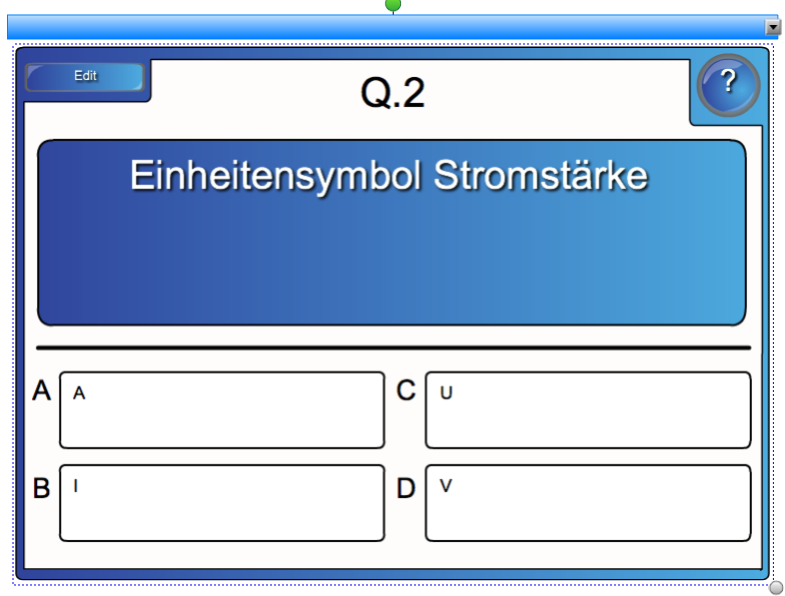 Edit
Q.2
?
Einheitensymbol Stromstärke
A A
C U
B I
D V